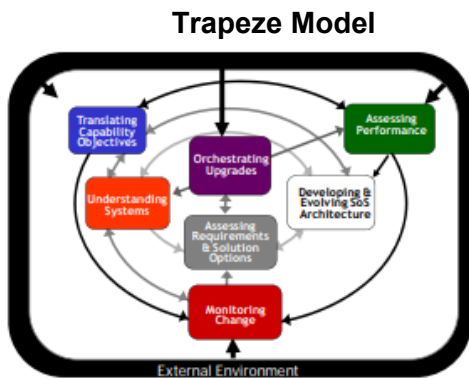 Trapeze Model
Translating
Capability
Objectives
Assessing
Performance
Orchestrating
Upgrades
Understanding
Systems
Developing &
Evolving SoS
Architecture
Assessing
Requirements
& Solution
Options
Monitoring
Change
External Environment